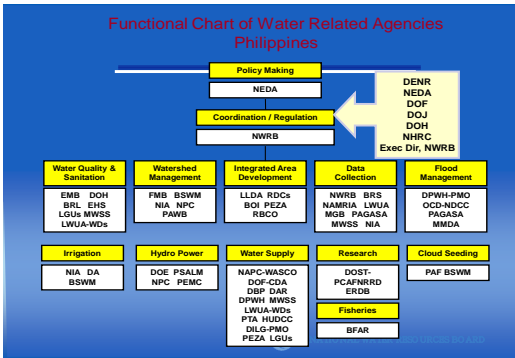 Functional Chart of Water Related Agencies
Philippines
Policy Making
NEDA
Coordination / Regulation
NWRB
DENR
NEDA
DOF
DOJ
DOH
NHRC
Exec Dir, NWRB
Water Quality &
Sanitation
EMB DOH
BRL EHS
LGUs MWSS
LWUA-WDs
Watershed
Management
FMB BSWM
NIA NPC
PAWB
Integrated Area
Development
LLDA RDCs
BOI PEZA
RBCO
Data
Collection
NWRB BRS
NAMRIA LWUA
MGB PAGASA
MWSS NIA
Flood
Management
DPWH-PMO
OCD-NDCC
PAGASA
MMDA
Irrigation
NIA DA
BSWM
Hydro Power
DOE PSALM
NPC PEMC
Water Supply
NAPC-WASCO
DOF-CDA
DBP DAR
DPWH MWSS
LWUA-WDs
PTA HUDCC
DILG-PMO
PEZA LGUs
Research
DOST-
PCAFNRRD
ERDB
Fisheries
BFAR
Cloud Seeding
PAF BSWM
BOARD